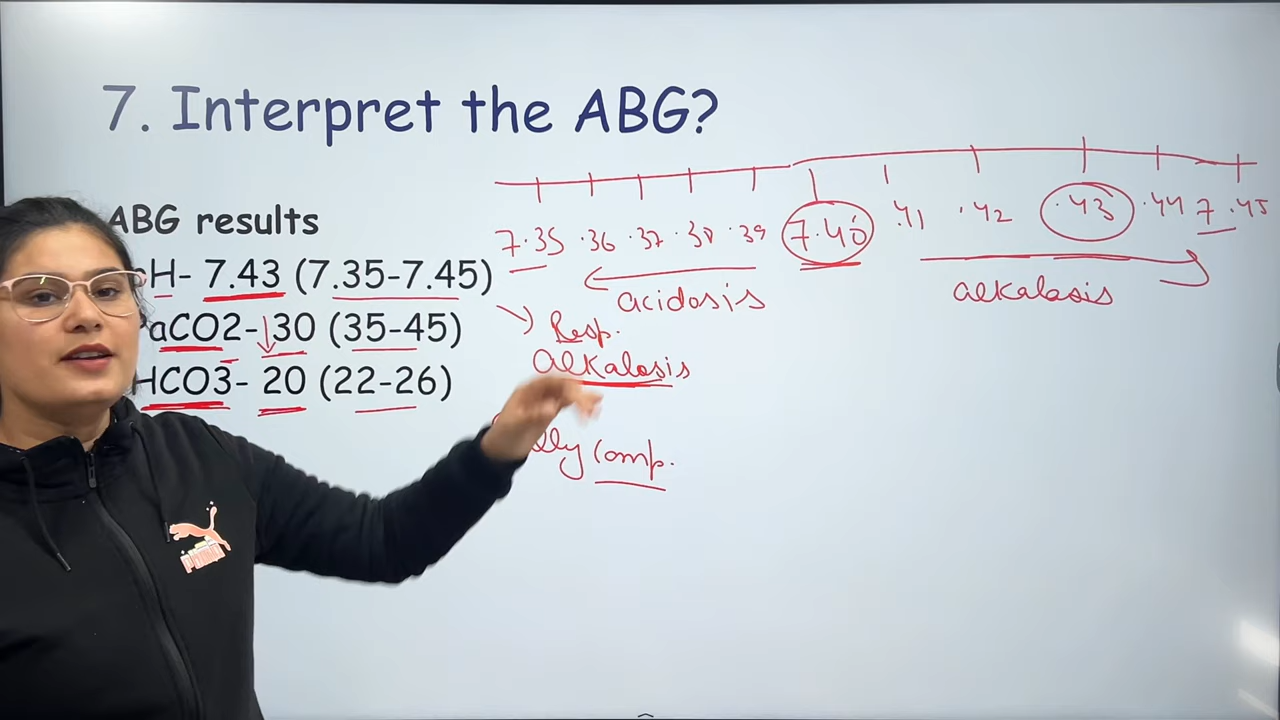 7. Interpret the ABG?
ABG results
H- 7.43 (7.35-7.45)
aCO2- ↓30 (35-45)
HCO3- 20 (22-26)
7.35 .36 .37 .38 .39 7.40 .41 .42 .43 .44 7.45
acidosis
alkalosis
Resp.
alkalosis
Comp.